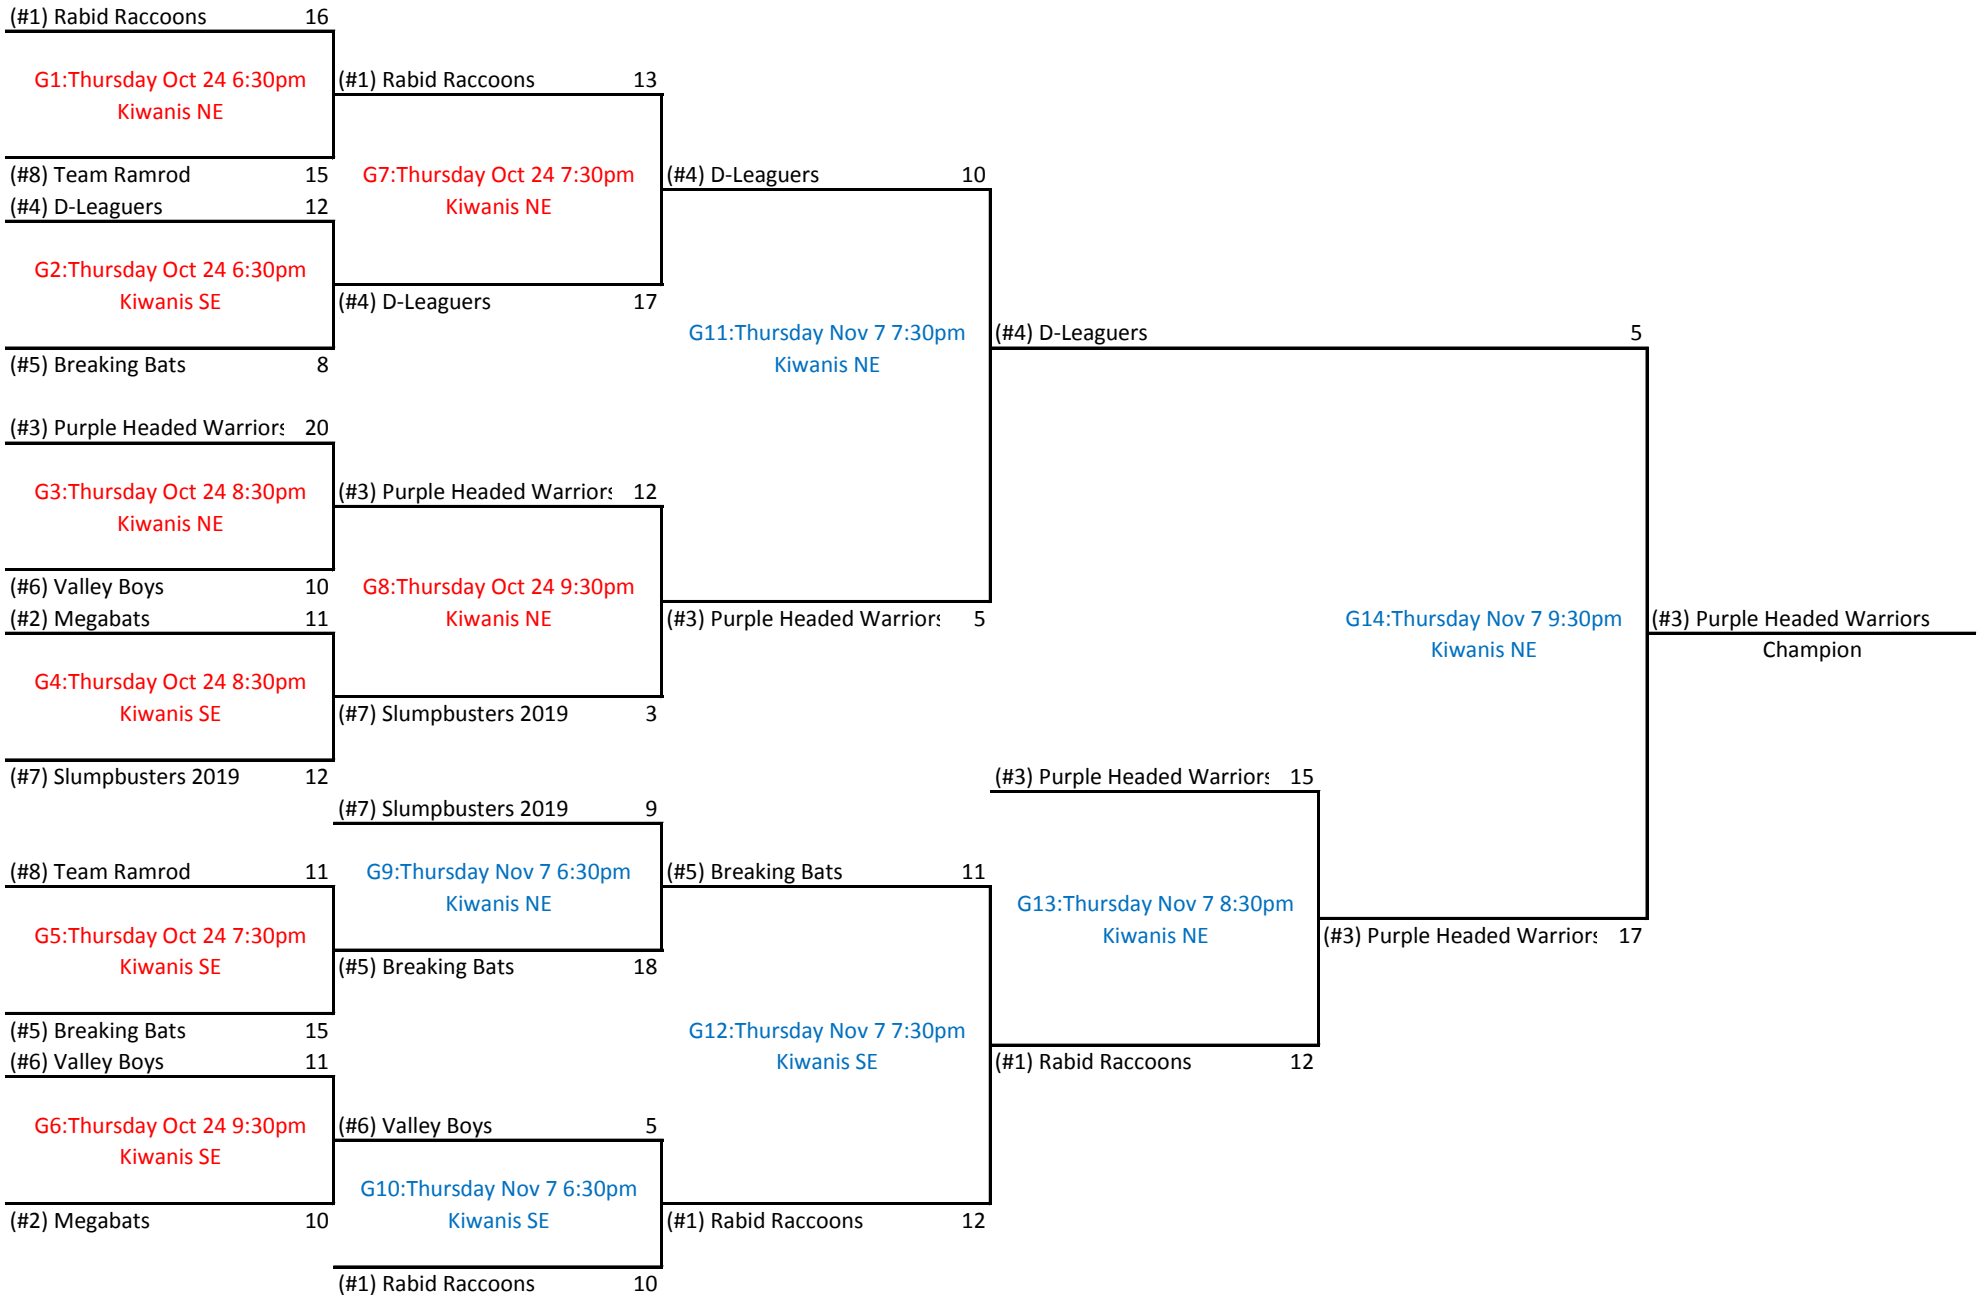 (#1) Rabid Raccoons 16
G1:Thursday Oct 24 6:30pm
Kiwanis NE
(#8) Team Ramrod 15
(#4) D-Leaguers 12
G2:Thursday Oct 24 6:30pm
Kiwanis SE
(#5) Breaking Bats 8
(#3) Purple Headed Warriors 20
G3:Thursday Oct 24 8:30pm
Kiwanis NE
(#6) Valley Boys 10
(#2) Megabats 11
G4:Thursday Oct 24 8:30pm
Kiwanis SE
(#7) Slumpbusters 2019 12
(#8) Team Ramrod 11
G5:Thursday Oct 24 7:30pm
Kiwanis SE
(#5) Breaking Bats 15
(#6) Valley Boys 11
G6:Thursday Oct 24 9:30pm
Kiwanis SE
(#2) Megabats 10
(#1) Rabid Raccoons 13
G7:Thursday Oct 24 7:30pm
Kiwanis NE
(#4) D-Leaguers 17
(#3) Purple Headed Warriors 12
G8:Thursday Oct 24 9:30pm
Kiwanis NE
(#7) Slumpbusters 2019 3
(#7) Slumpbusters 2019 9
G9:Thursday Nov 7 6:30pm
Kiwanis NE
(#5) Breaking Bats 18
(#6) Valley Boys 5
G10:Thursday Nov 7 6:30pm
Kiwanis SE
(#1) Rabid Raccoons 10
(#4) D-Leaguers 10
G11:Thursday Nov 7 7:30pm
Kiwanis NE
(#3) Purple Headed Warriors 5
(#5) Breaking Bats 11
G12:Thursday Nov 7 7:30pm
Kiwanis SE
(#1) Rabid Raccoons 12
(#3) Purple Headed Warriors 15
G13:Thursday Nov 7 8:30pm
Kiwanis NE
(#1) Rabid Raccoons 12
(#4) D-Leaguers 5
G14:Thursday Nov 7 9:30pm
Kiwanis NE
(#3) Purple Headed Warriors 17
(#3) Purple Headed Warriors
Champion